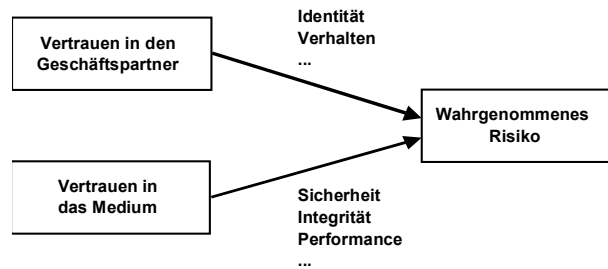 Identität
Verhalten
...
Vertrauen in den
Geschäftspartner
Wahrgenommenes
Risiko
Vertrauen in
das Medium
Sicherheit
Integrität
Performance
...